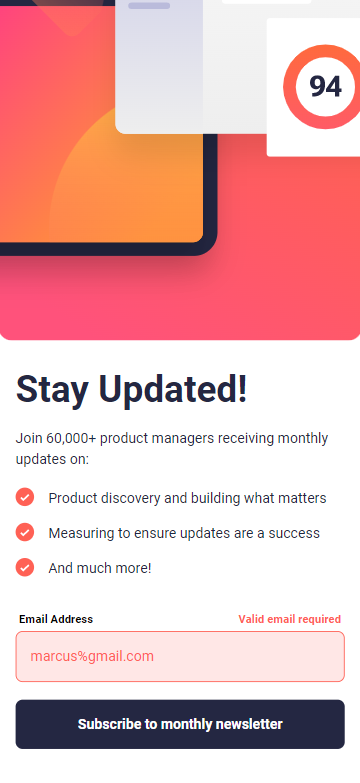 94
Stay Updated!
Join 60,000+ product managers receiving monthly
updates on:
Product discovery and building what matters
Measuring to ensure updates are a success
And much more!
Email Address Valid email required
marcus%gmail.com
Subscribe to monthly newsletter